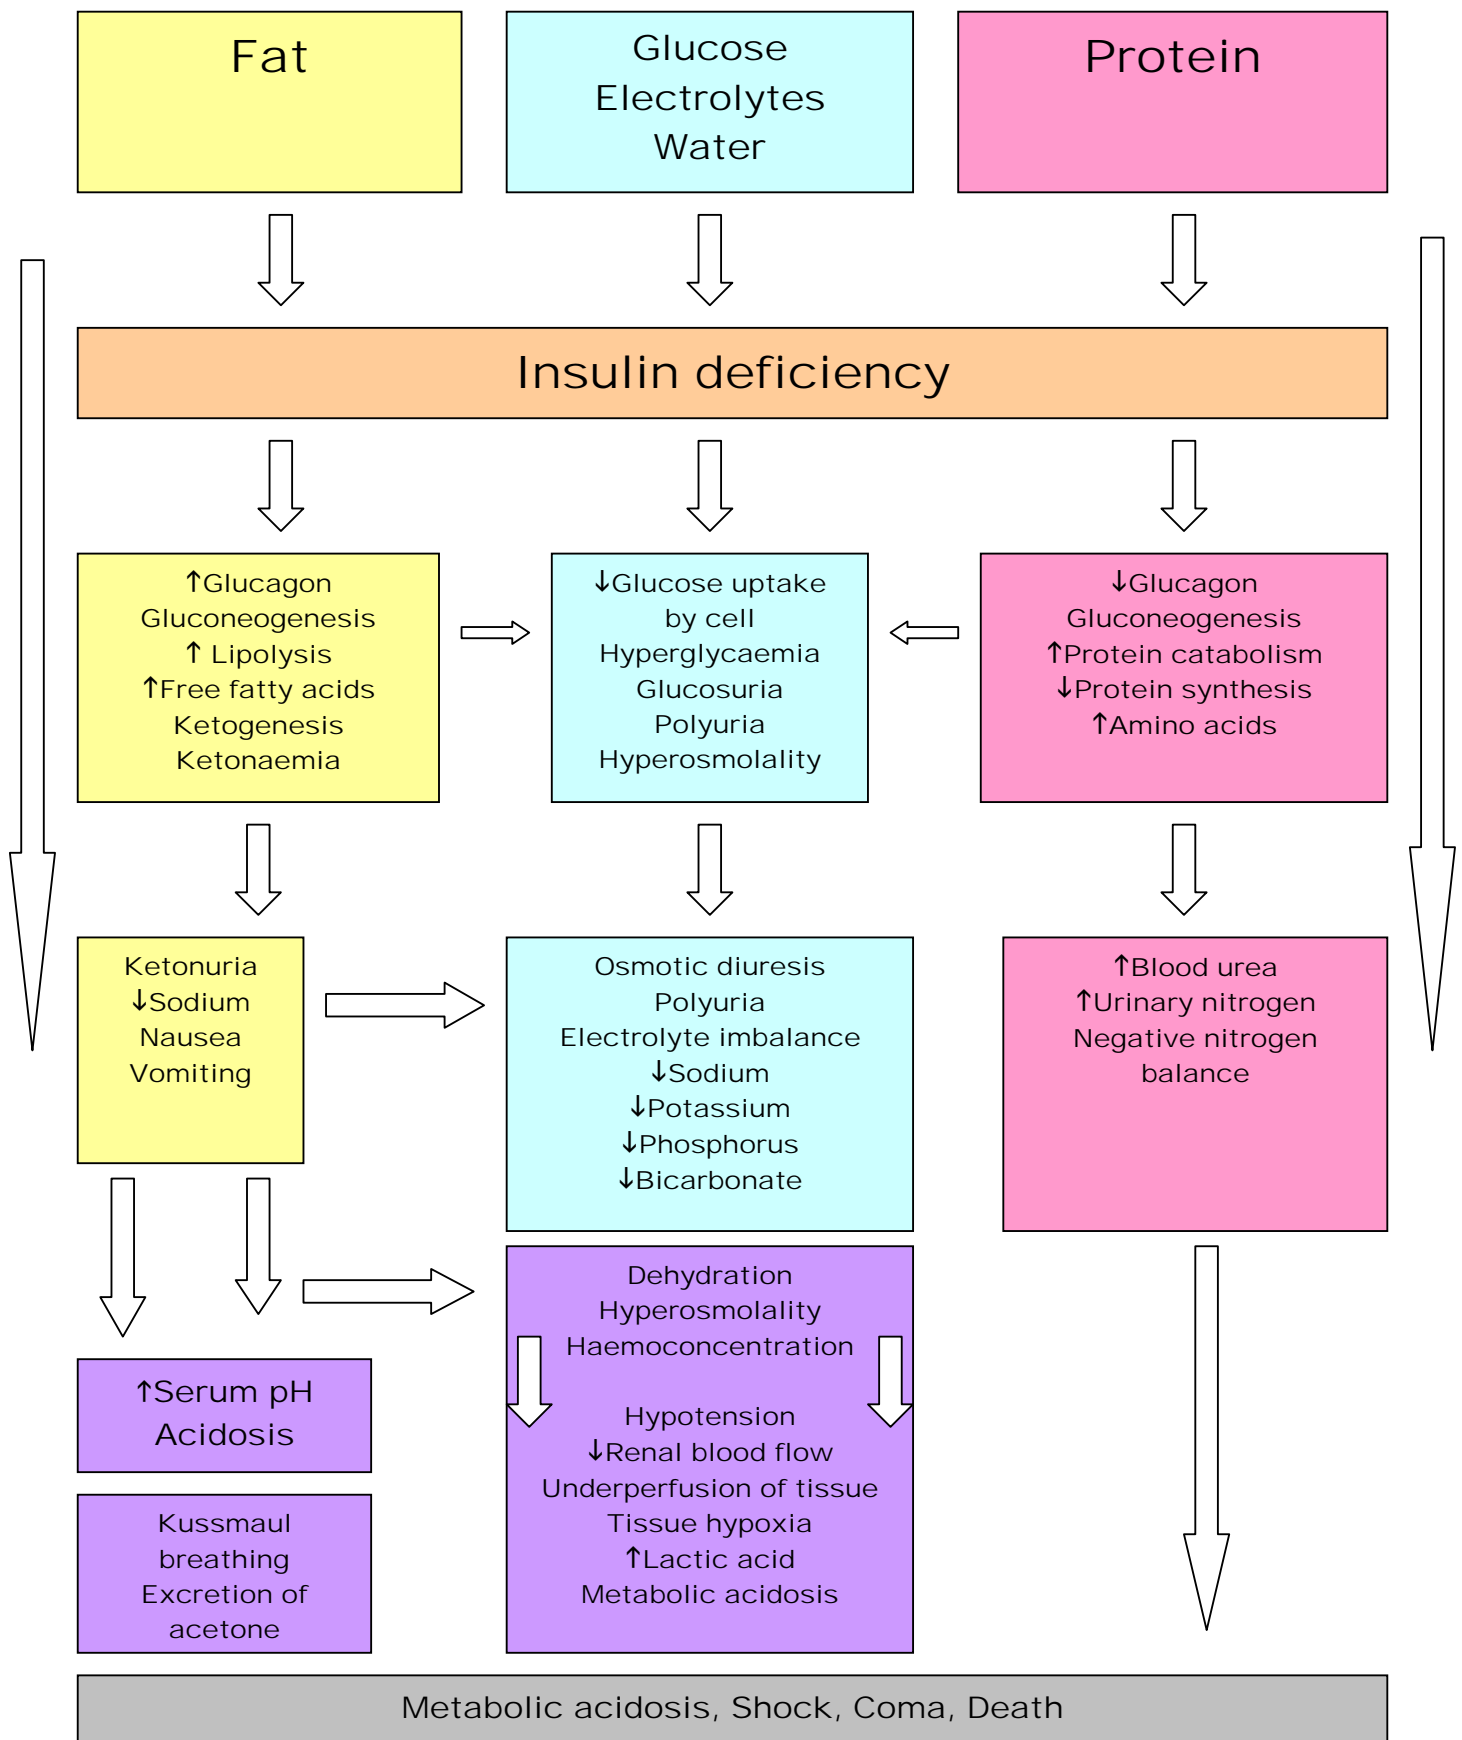 Fat
Glucose
Electrolytes
Water
Protein
Insulin deficiency
↑Glucagon
Gluconeogenesis
↑ Lipolysis
↑Free fatty acids
Ketogenesis
Ketonaemia
↓Glucose uptake
by cell
Hyperglycaemia
Glucosuria
Polyuria
Hyperosmolality
↓Glucagon
Gluconeogenesis
↑Protein catabolism
↓Protein synthesis
↑Amino acids
Ketonuria
↓Sodium
Nausea
Vomiting
Osmotic diuresis
Polyuria
Electrolyte imbalance
↓Sodium
↓Potassium
↓Phosphorus
↓Bicarbonate
↑Blood urea
↑Urinary nitrogen
Negative nitrogen
balance
↑Serum pH
Acidosis
Kussmaul
breathing
Excretion of
acetone
Dehydration
Hyperosmolality
Haemoconcentration
Hypotension
↓Renal blood flow
Underperfusion of tissue
Tissue hypoxia
↑Lactic acid
Metabolic acidosis
Metabolic acidosis, Shock, Coma, Death